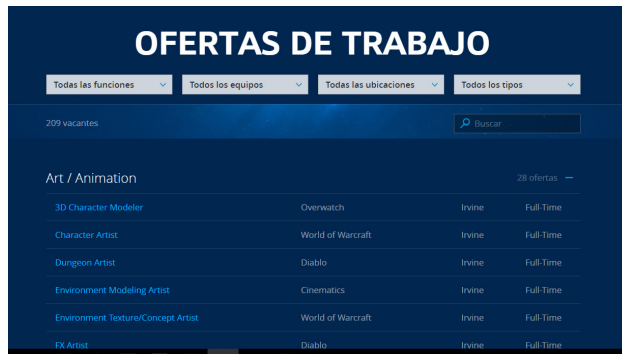 OFERTAS DE TRABAJO
Todas las funciones Todos los equipos Todas las ubicaciones Todos los tipos
209 vacantes Buscar
Art / Animation 28 ofertas
3D Character Modeler Overwatch Irvine Full-Time
Character Artist World of Warcraft Irvine Full-Time
Dungeon Artist Diablo Irvine Full-Time
Environment Modeling Artist Cinematics Irvine Full-Time
Environment Texture/Concept Artist World of Warcraft Irvine Full-Time
FX Artist Diablo Irvine Full-Time